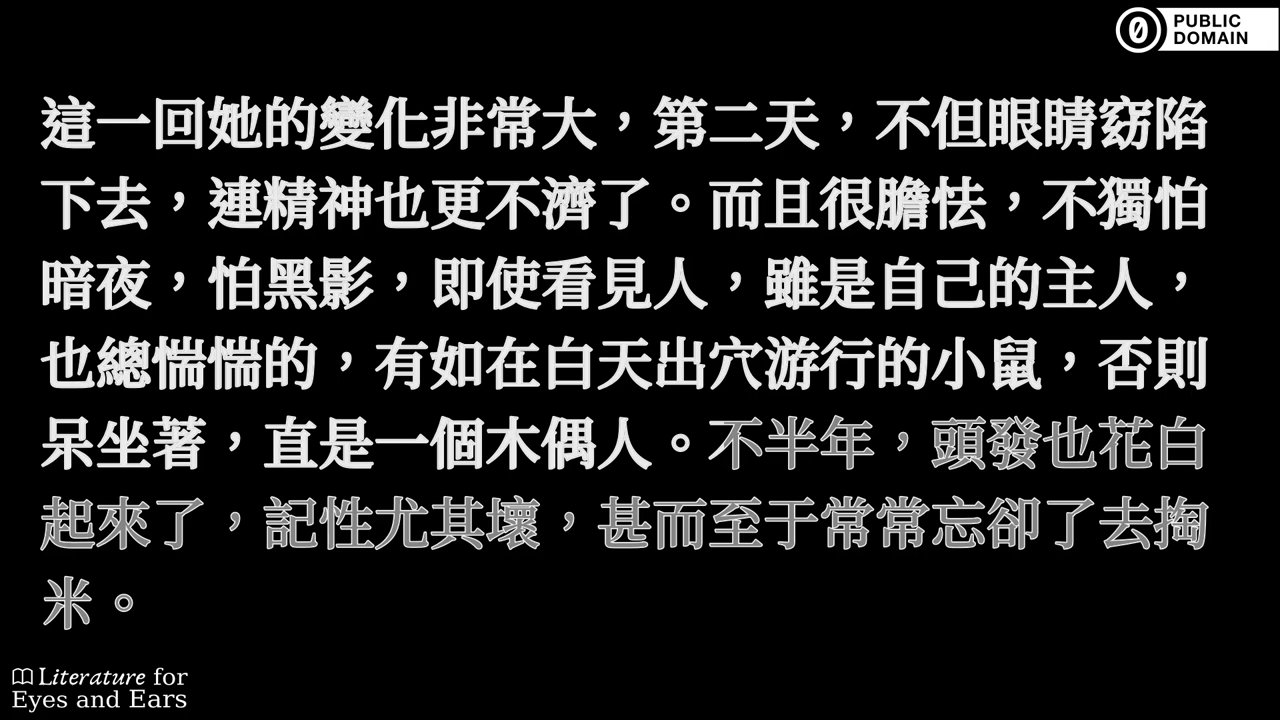 PUBLIC
DOMAIN
這一回她的變化非常大，第二天，不但眼睛窈陷
下去，連精神也更不濟了。而且很膽怯，不獨怕
暗夜，怕黑影，即使看見人，雖是自己的主人，
也總惴惴的，有如在白天出穴游行的小鼠，否則
呆坐著，直是一個木偶人。不半年，頭發也花白
起來了，記性尤其壞，甚而至于常常忘卻了去掏
米。
Literature for
Eyes and Ears